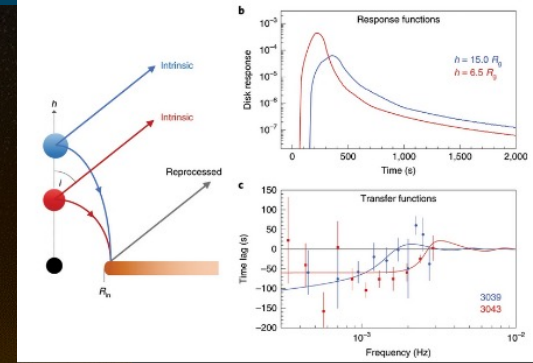 h
Intrinsic
Intrinsic
i
Reprocessed
R_in
b
Response functions
Disk response
10⁻³
10⁻⁴
10⁻⁵
10⁻⁶
10⁻⁷
h = 15.0 R_g
h = 6.5 R_g
0 500 1,000 1,500 2,000
Time (s)
c
Transfer functions
Time lag (s)
150
100
50
0
−50
−100
−150
−200
3039
3043
10⁻³ 10⁻²
Frequency (Hz)